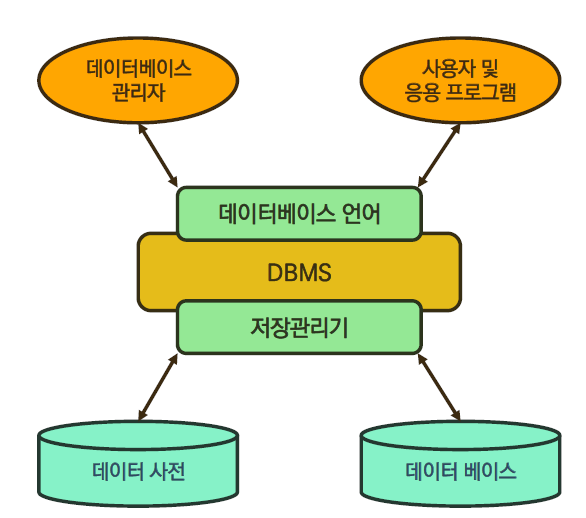 데이터베이스
관리자
사용자 및
응용 프로그램
데이터베이스 언어
DBMS
저장관리기
데이터 사전
데이터 베이스